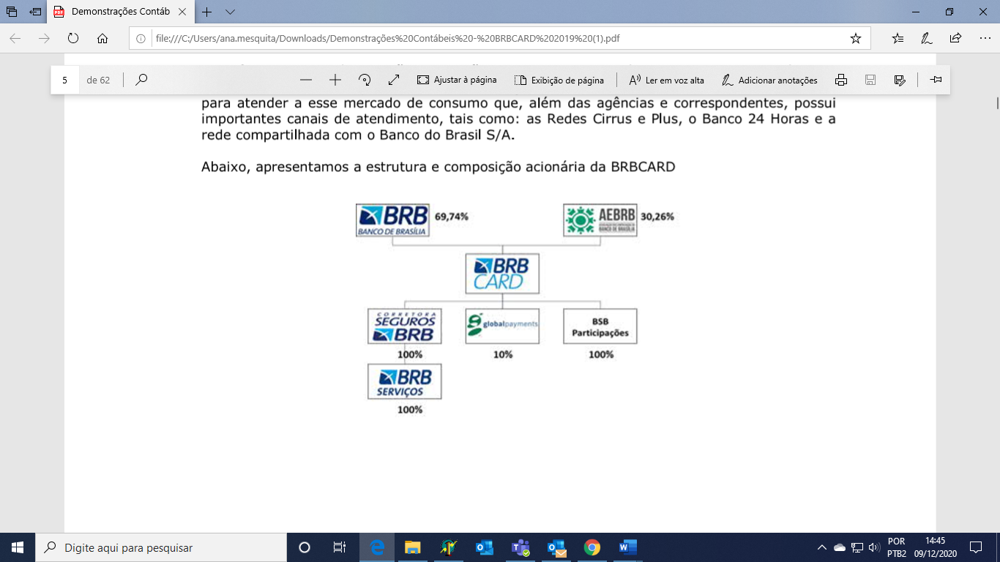 Demonstrações Contáb
file:///C:/Users/ana.mesquita/Downloads/Demonstrações%20Contábeis%20-%20BRBCARD%202019%20(1).pdf
5 de 62
Ajustar à página
Exibição de página
Ler em voz alta
Adicionar anotações
para atender a esse mercado de consumo que, além das agências e correspondentes, possui
importantes canais de atendimento, tais como: as Redes Cirrus e Plus, o Banco 24 Horas e a
rede compartilhada com o Banco do Brasil S/A.
Abaixo, apresentamos a estrutura e composição acionária da BRBCARD
BRB
BANCO DE BRASÍLIA
69,74%
AEBRB
BANCO DE BRASÍLIA
30,26%
BRB
CARD
CORRETORA
SEGUROS
BRB
100%
globalpayments
10%
BSB
Participações
100%
BRB
SERVIÇOS
100%
Digite aqui para pesquisar
POR
PTB2
14:45
09/12/2020